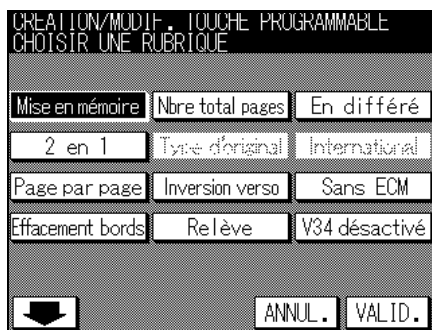 CREATION/MODIF. TOUCHE PROGRAMMABLE
CHOISIR UNE RUBRIQUE
Mise en mémoire Nbre total pages En différé
2 en 1 Type d'original International
Page par page Inversion verso Sans ECM
Effacement bords Relève V34 désactivé
ANNUL. VALID.